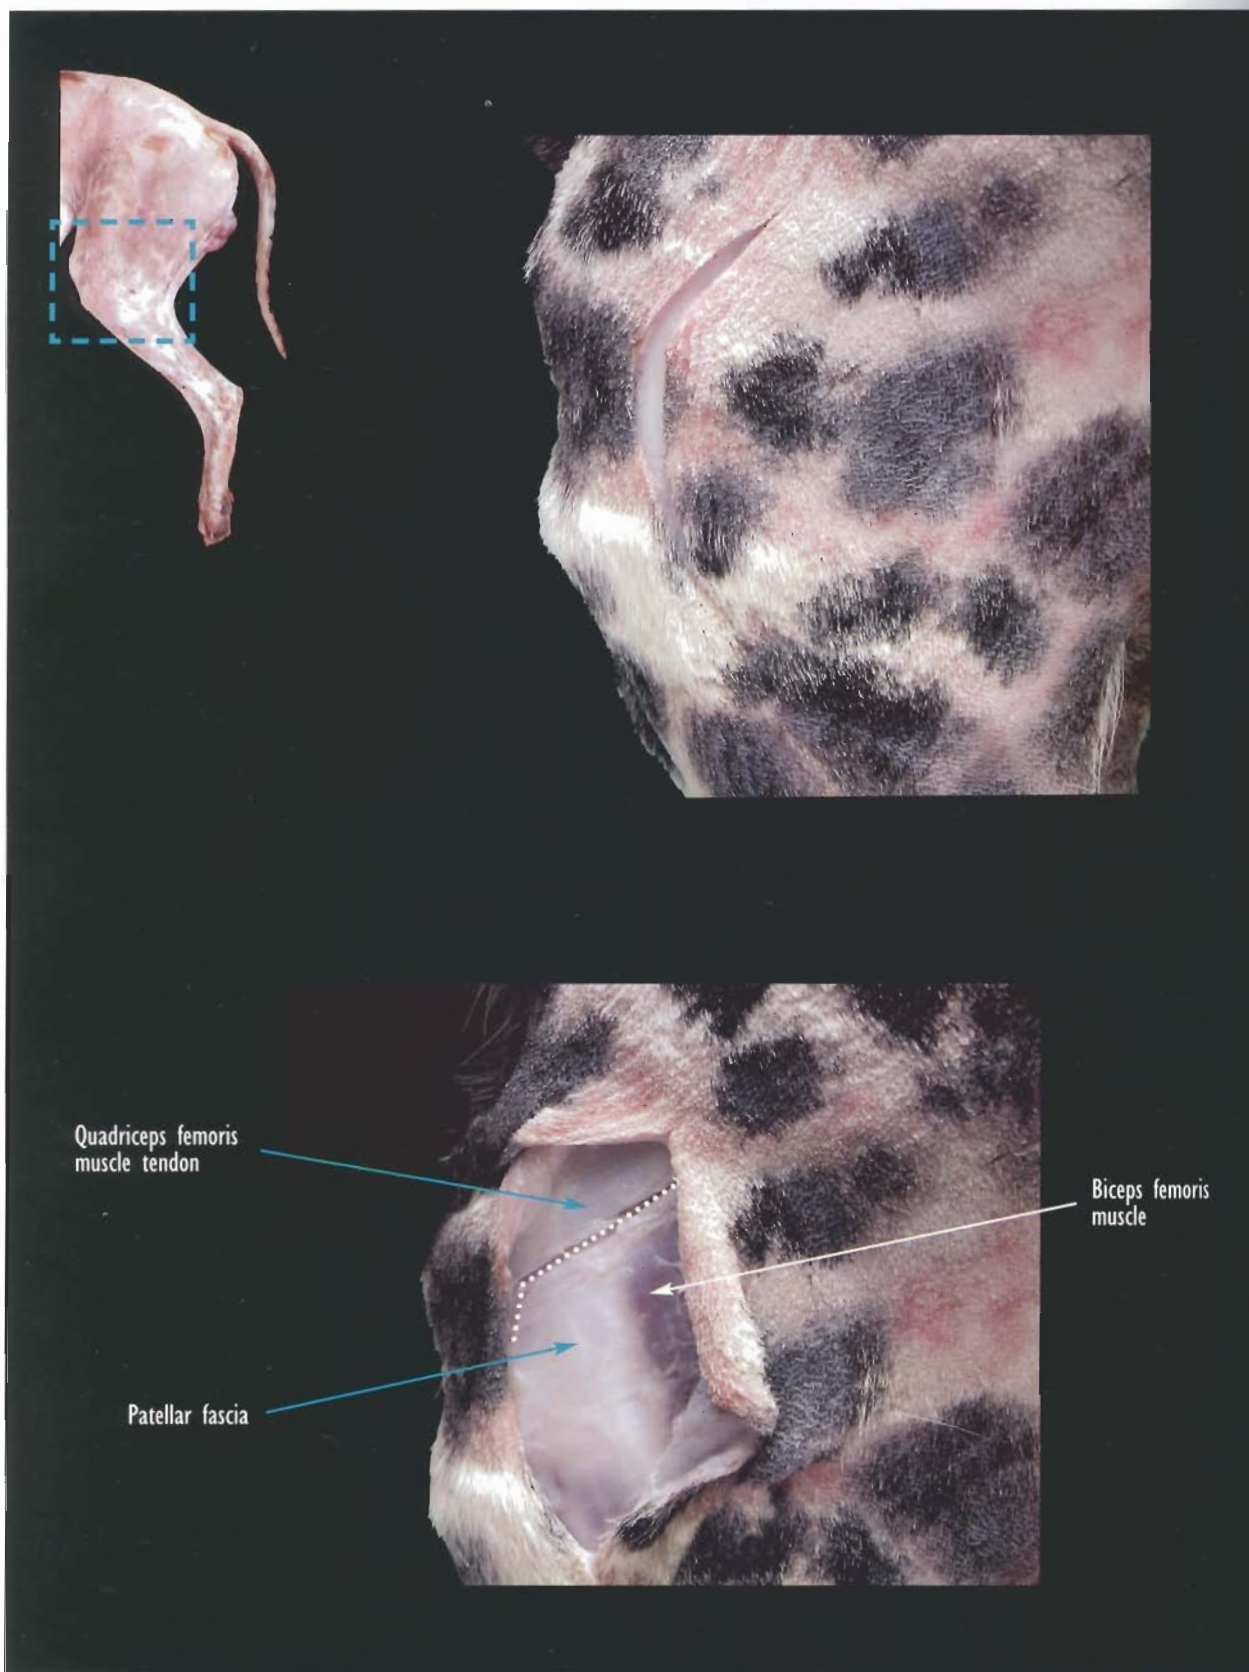 Quadriceps femoris
muscle tendon
Biceps femoris
muscle
Patellar fascia